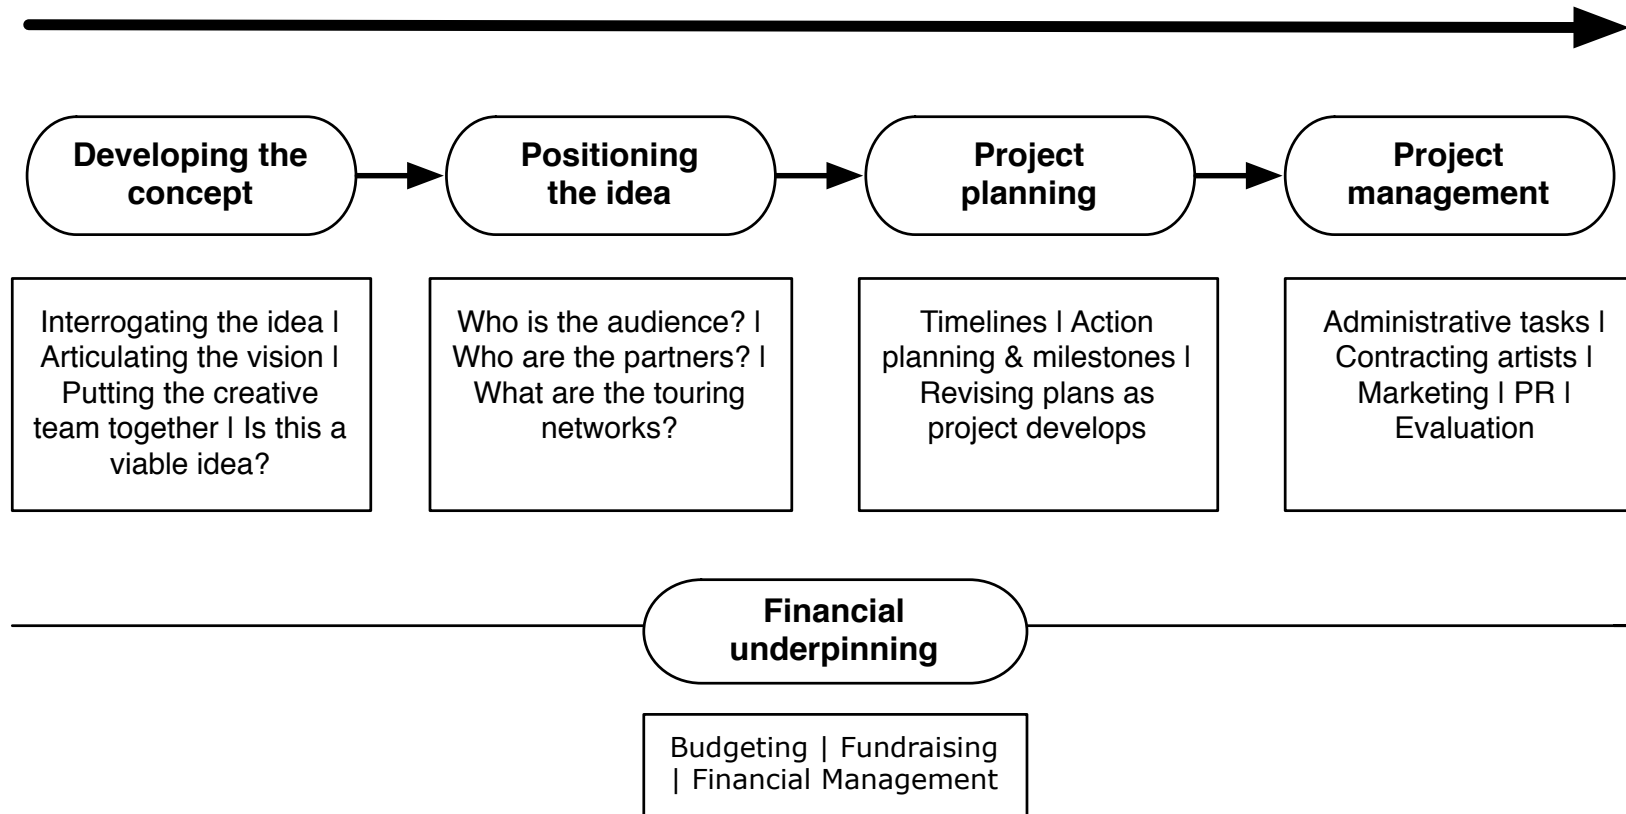 Developing the
concept
Positioning
the idea
Project
planning
Project
management
Interrogating the idea |
Articulating the vision |
Putting the creative
team together | Is this a
viable idea?
Who is the audience? |
Who are the partners? |
What are the touring
networks?
Timelines | Action
planning & milestones |
Revising plans as
project develops
Administrative tasks |
Contracting artists |
Marketing | PR |
Evaluation
Financial
underpinning
Budgeting | Fundraising
| Financial Management